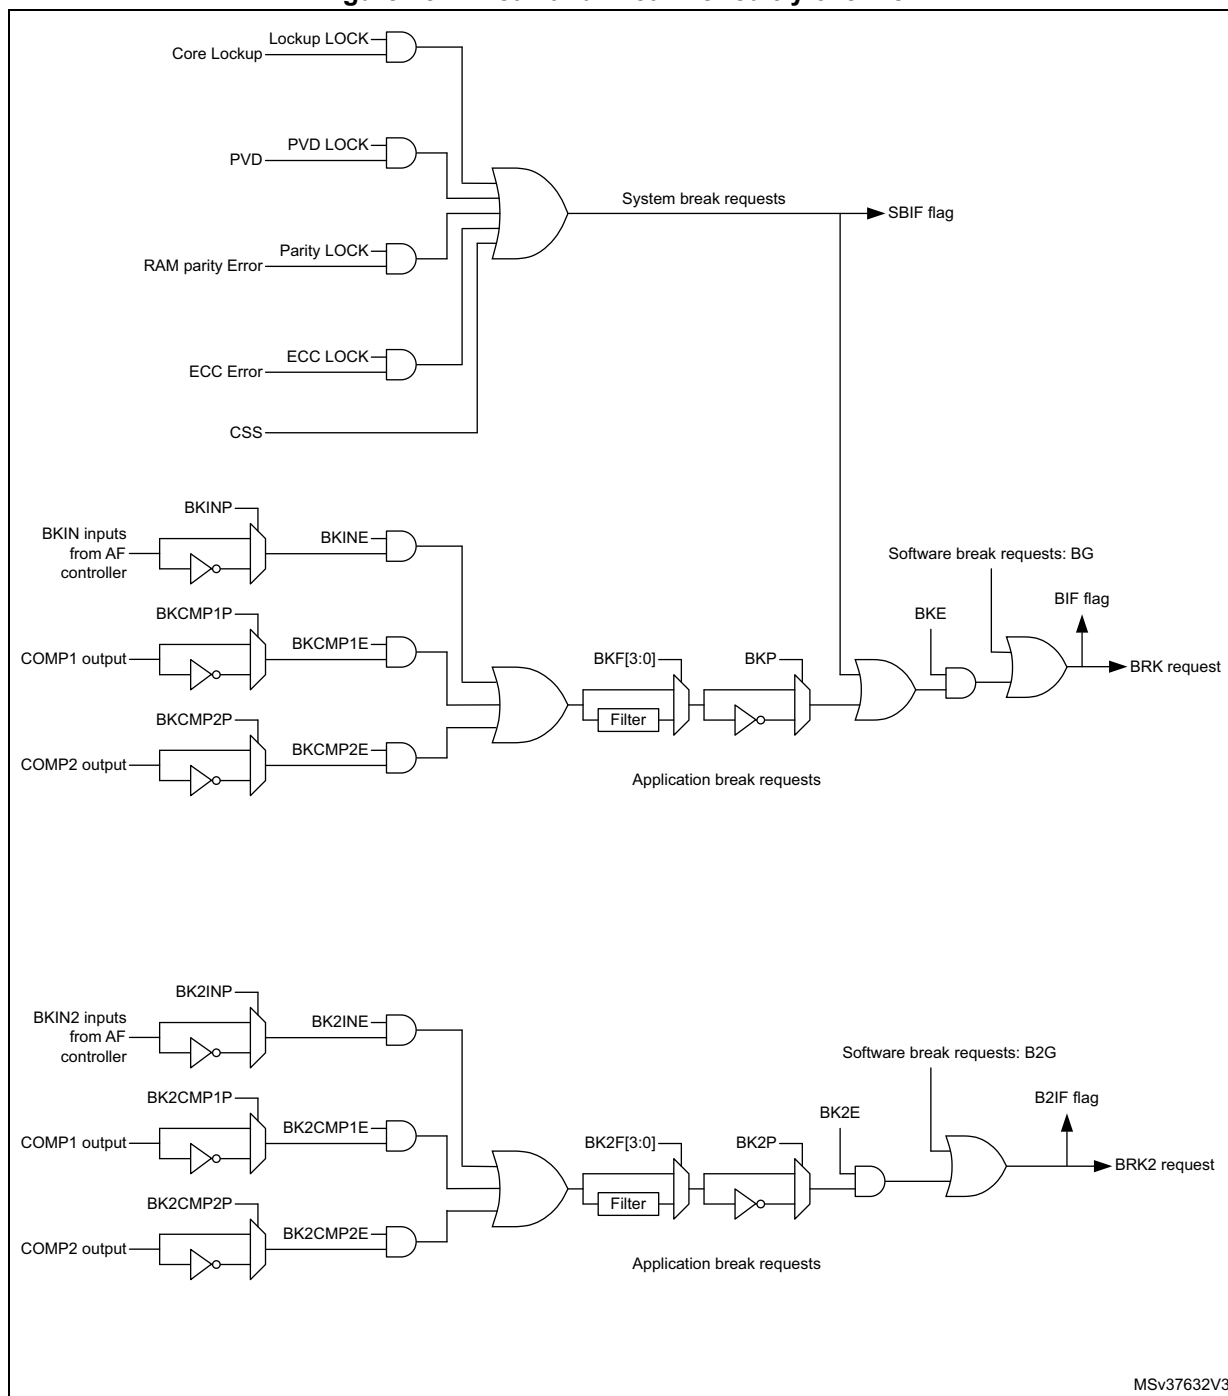 Lockup LOCK
Core Lockup
PVD LOCK
PVD
System break requests
SBIF flag
Parity LOCK
RAM parity Error
ECC LOCK
ECC Error
CSS
BKINP
BKIN inputs
from AF
controller
BKINE
Software break requests: BG
BIF flag
BKCMP1P
BKE
BKCMP1E
COMP1 output
BKF[3:0]
BKP
BRK request
BKCMP2P
Filter
BKCMP2E
COMP2 output
Application break requests
BK2INP
BKIN2 inputs
from AF
controller
BK2INE
Software break requests: B2G
BK2CMP1P
B2IF flag
BK2E
BK2CMP1E
COMP1 output
BK2F[3:0]
BK2P
BRK2 request
BK2CMP2P
Filter
BK2CMP2E
COMP2 output
Application break requests
MSv37632V3